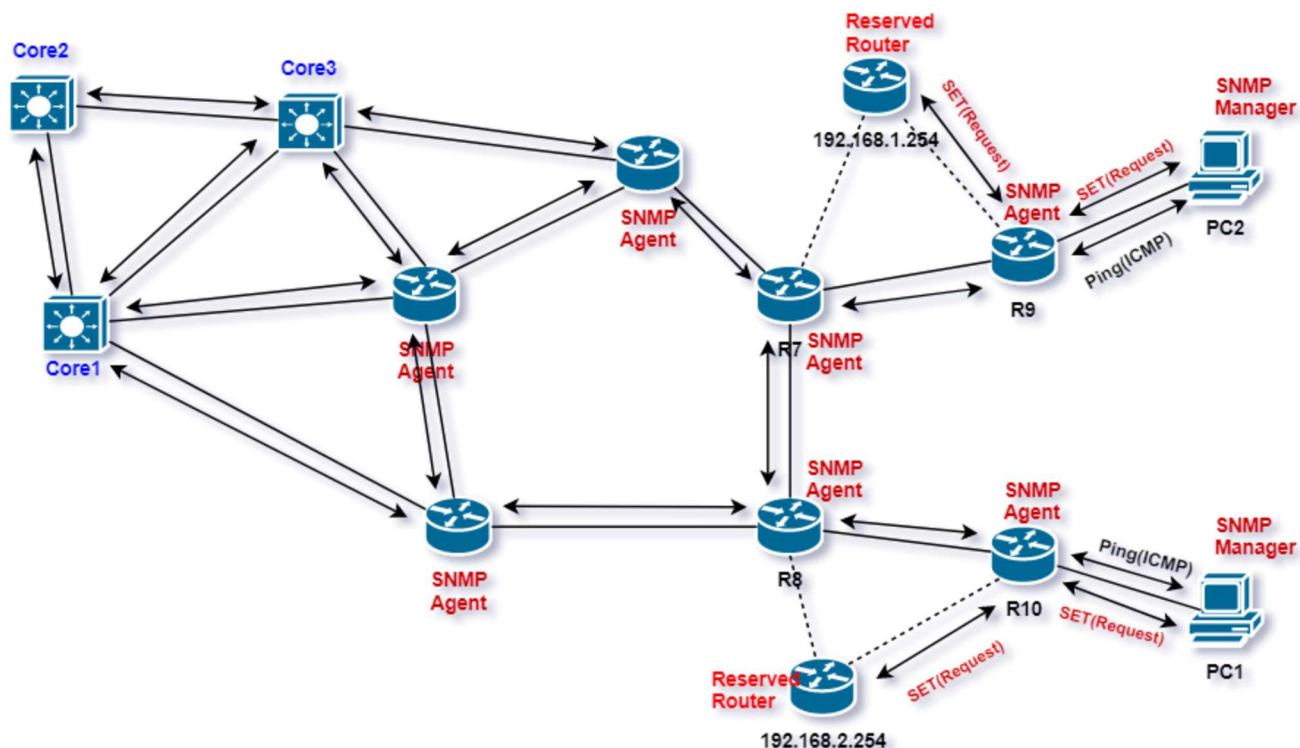 Reserved
Router
Core2
Core3
SNMP
Manager
SET(Request)
192.168.1.254
SET(Request)
SNMP
Agent
SNMP
Agent
PC2
Ping(ICMP)
R9
SNMP
Agent
R7
SNMP
Agent
Core1
SNMP
Agent
SNMP
Agent
SNMP
Manager
Ping(ICMP)
R8
SNMP
Agent
R10
SET(Request)
SET(Request)
PC1
Reserved
Router
192.168.2.254